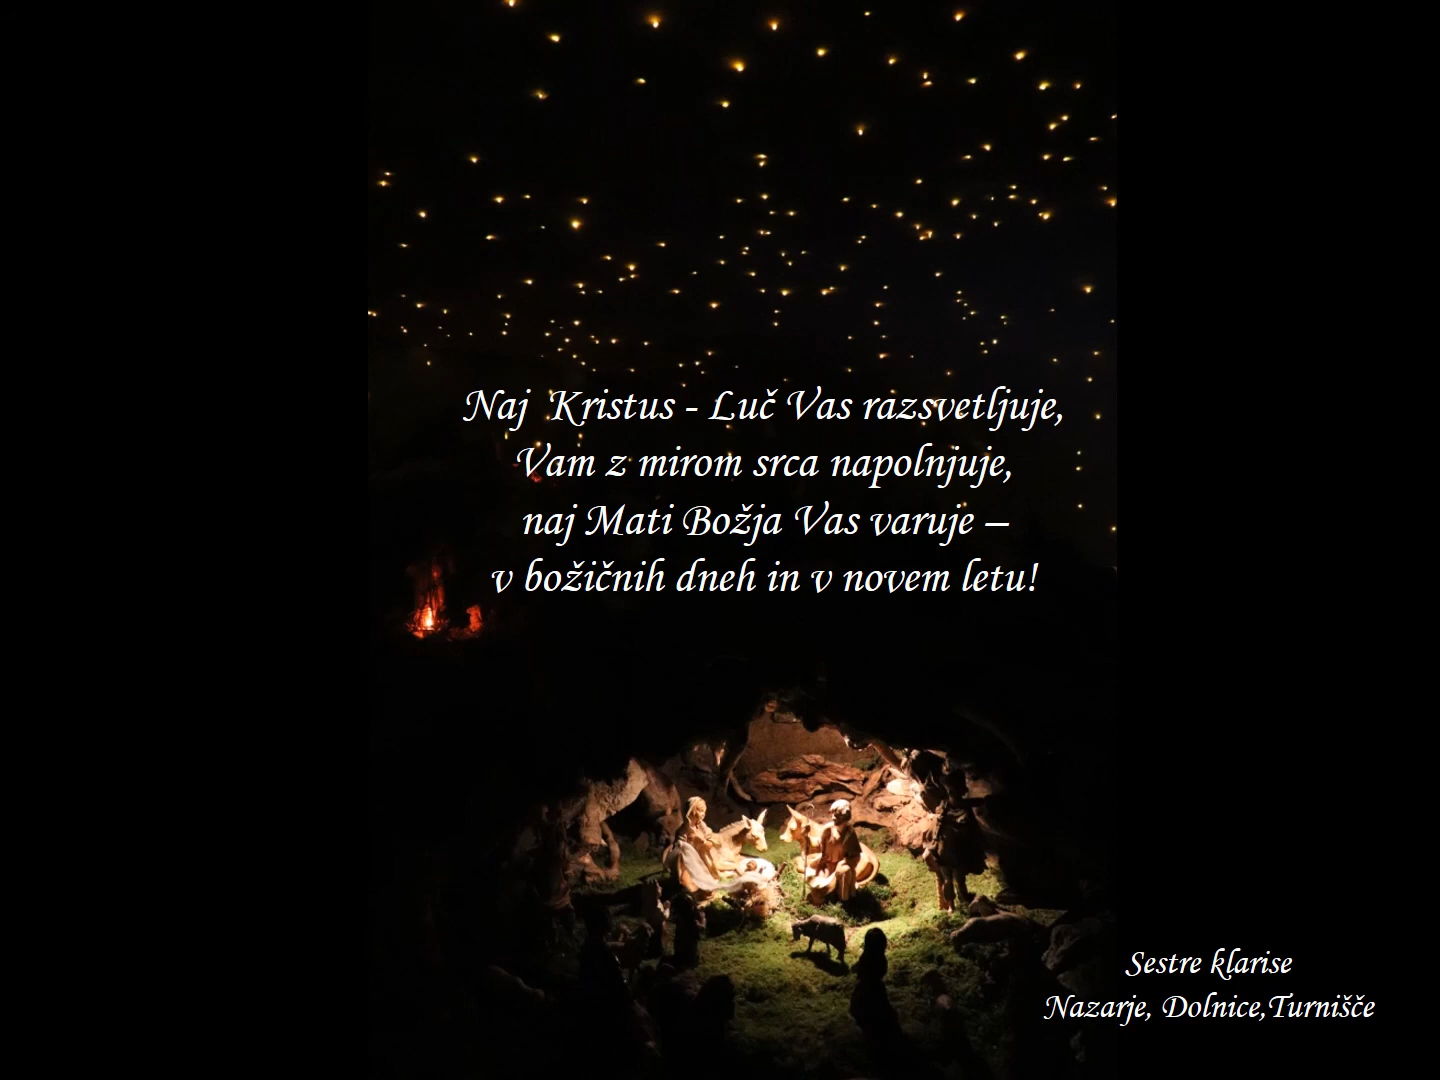 Naj Kristus - Luč Vas razsvetljuje,
Vam z mirom srca napolnjuje,
naj Mati Božja Vas varuje –
v božičnih dneh in v novem letu!
Sestre klarise
Nazarje, Dolnice,Turnišče